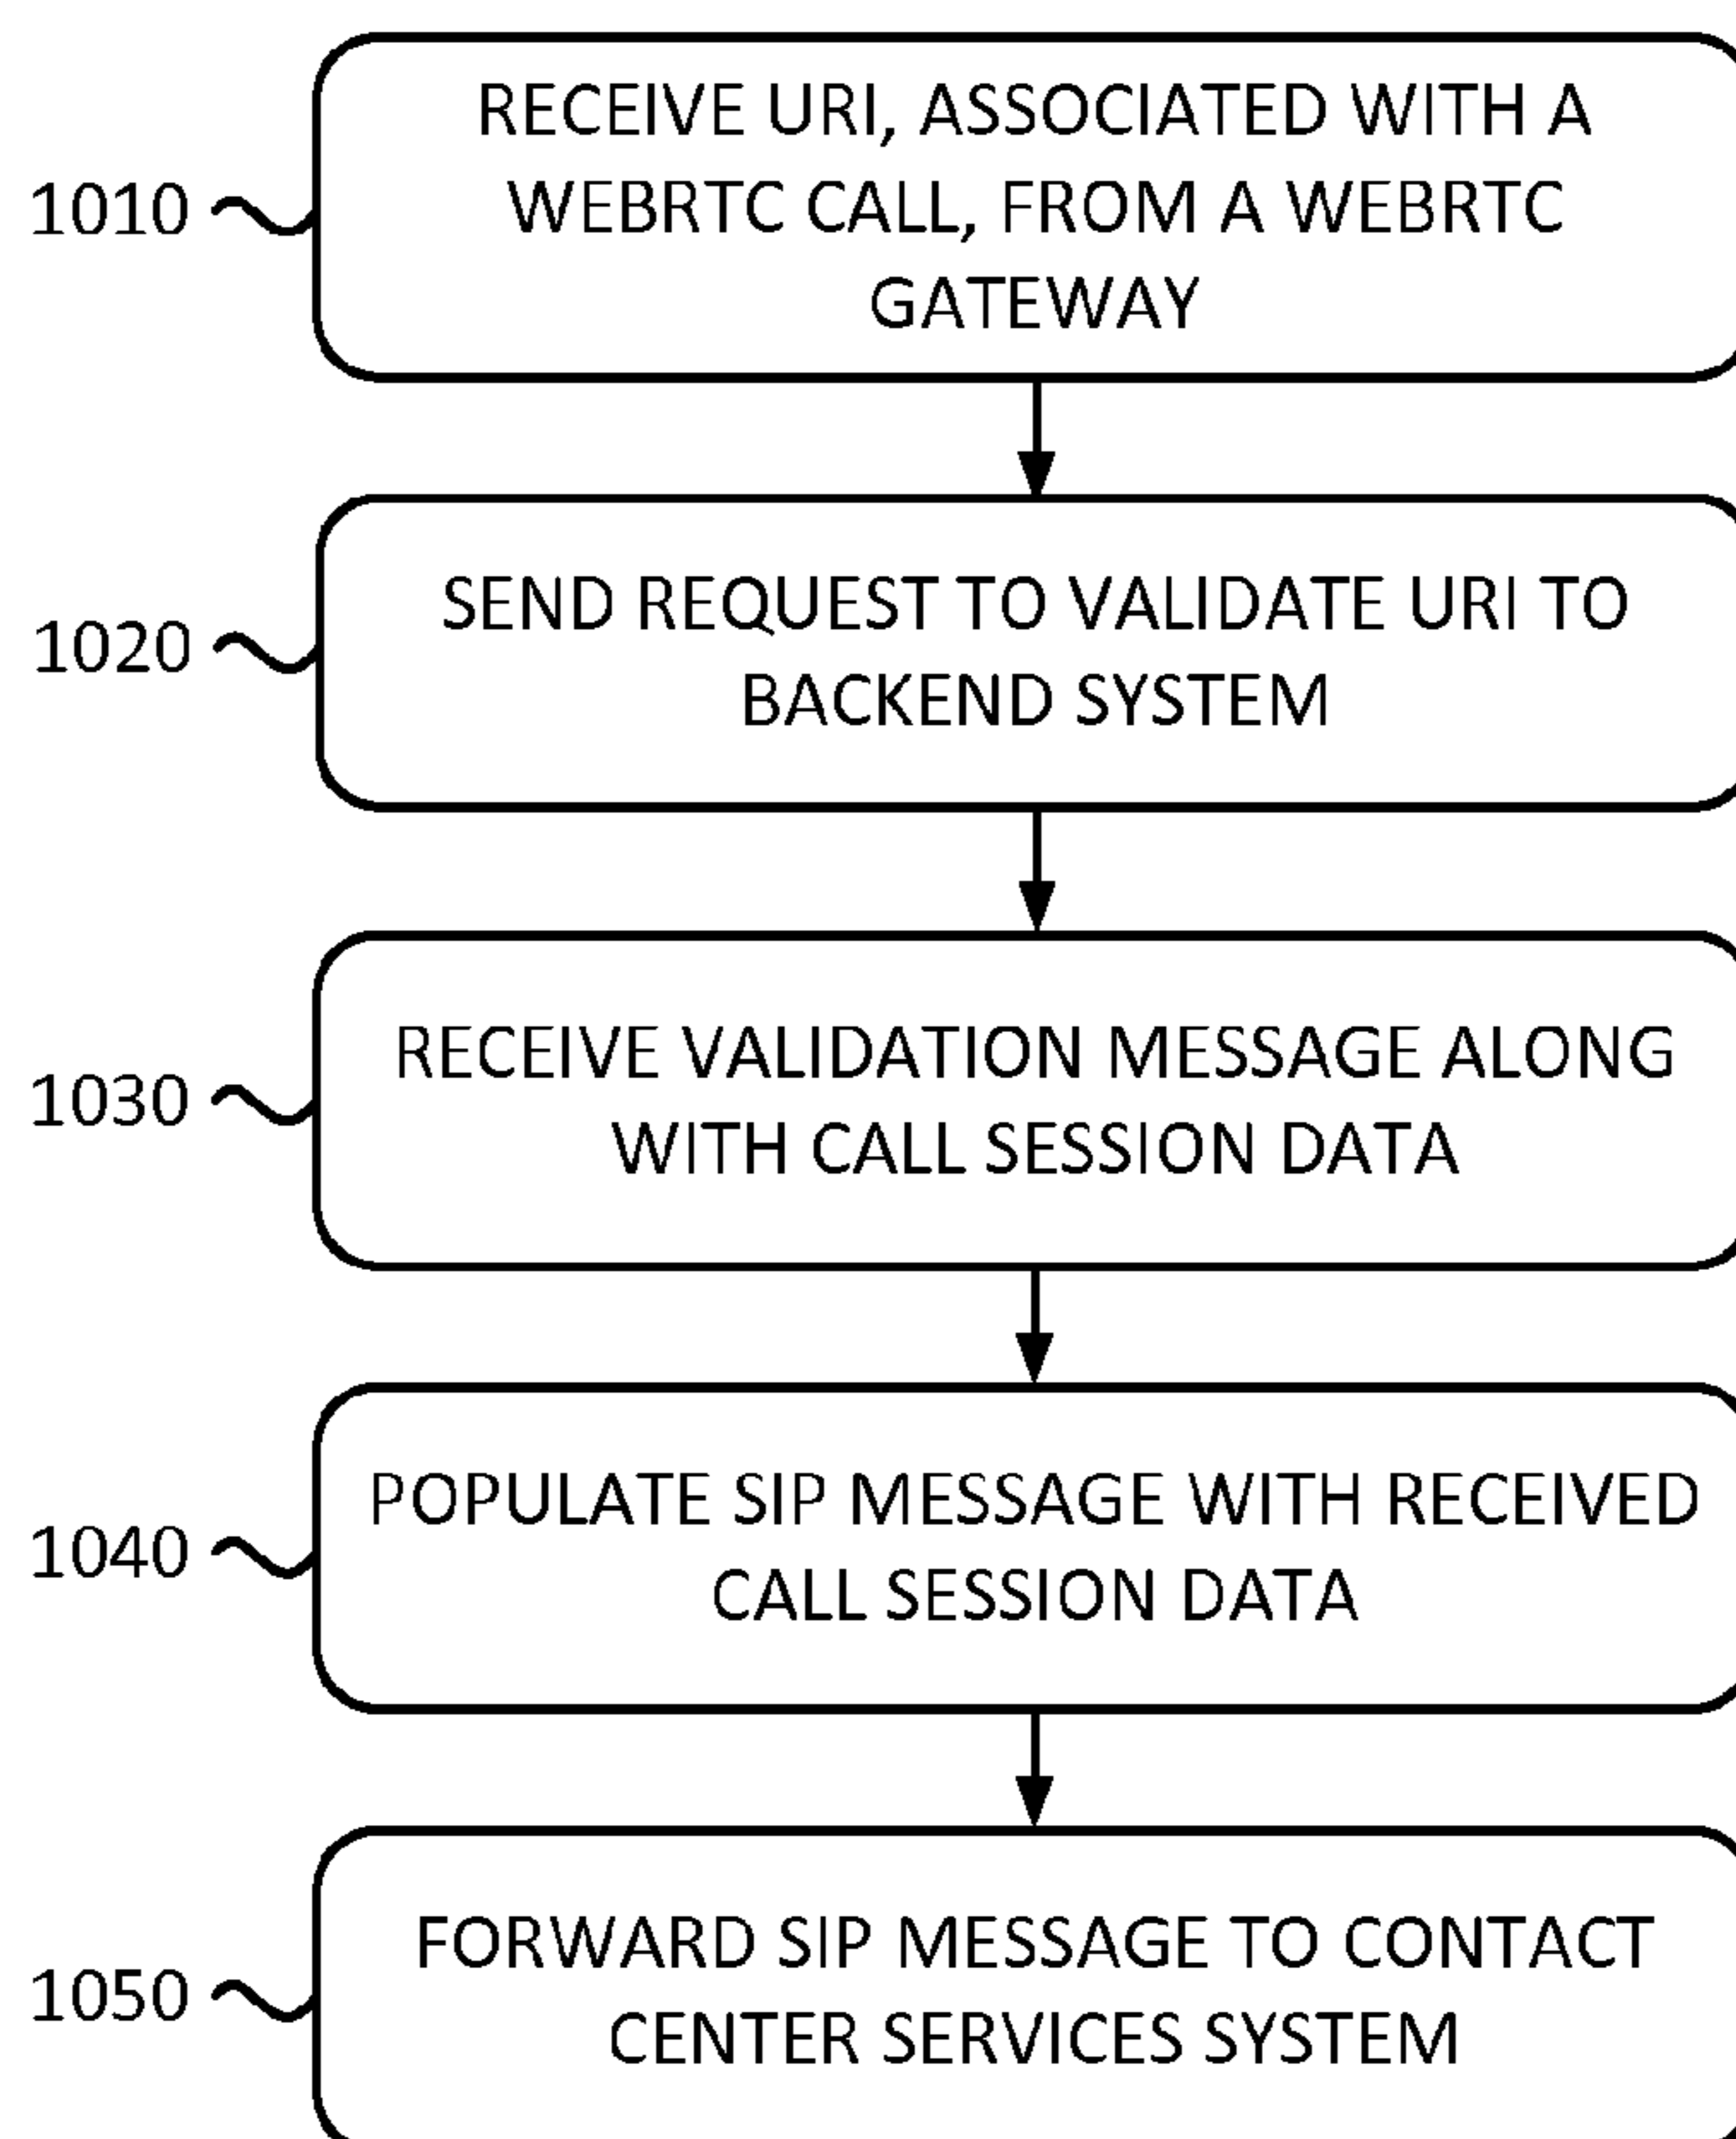 RECEIVE URI, ASSOCIATED WITH A
WEBRTC CALL, FROM A WEBRTC
GATEWAY
1010
SEND REQUEST TO VALIDATE URI TO
BACKEND SYSTEM
1020
RECEIVE VALIDATION MESSAGE ALONG
WITH CALL SESSION DATA
1030
POPULATE SIP MESSAGE WITH RECEIVED
CALL SESSION DATA
1040
FORWARD SIP MESSAGE TO CONTACT
CENTER SERVICES SYSTEM
1050